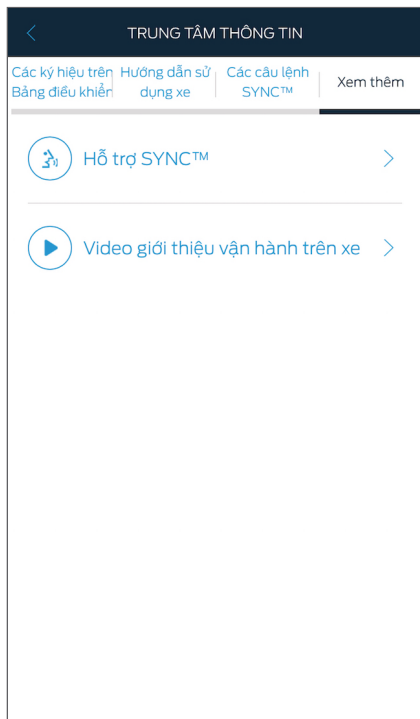 TRUNG TÂM THÔNG TIN
Các ký hiệu trên
Bảng điều khiển
Hướng dẫn sử
dụng xe
Các câu lệnh
SYNC™
Xem thêm
Hỗ trợ SYNC™
Video giới thiệu vận hành trên xe